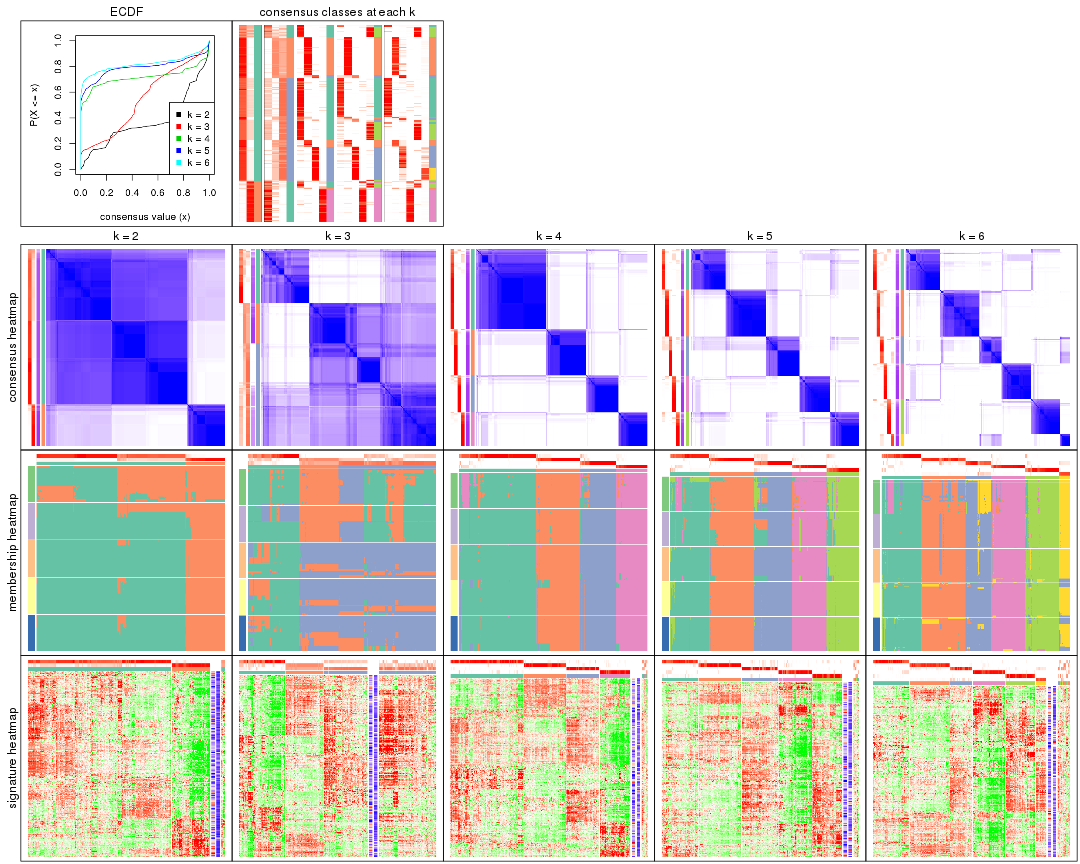 ECDF
consensus classes at each k
P(X <= x)
0.0
0.2
0.4
0.6
0.8
1.0
k = 2
k = 3
k = 4
k = 5
k = 6
0.0 0.2 0.4 0.6 0.8 1.0
consensus value (x)
k = 2
k = 3
k = 4
k = 5
k = 6
consensus heatmap
membership heatmap
signature heatmap